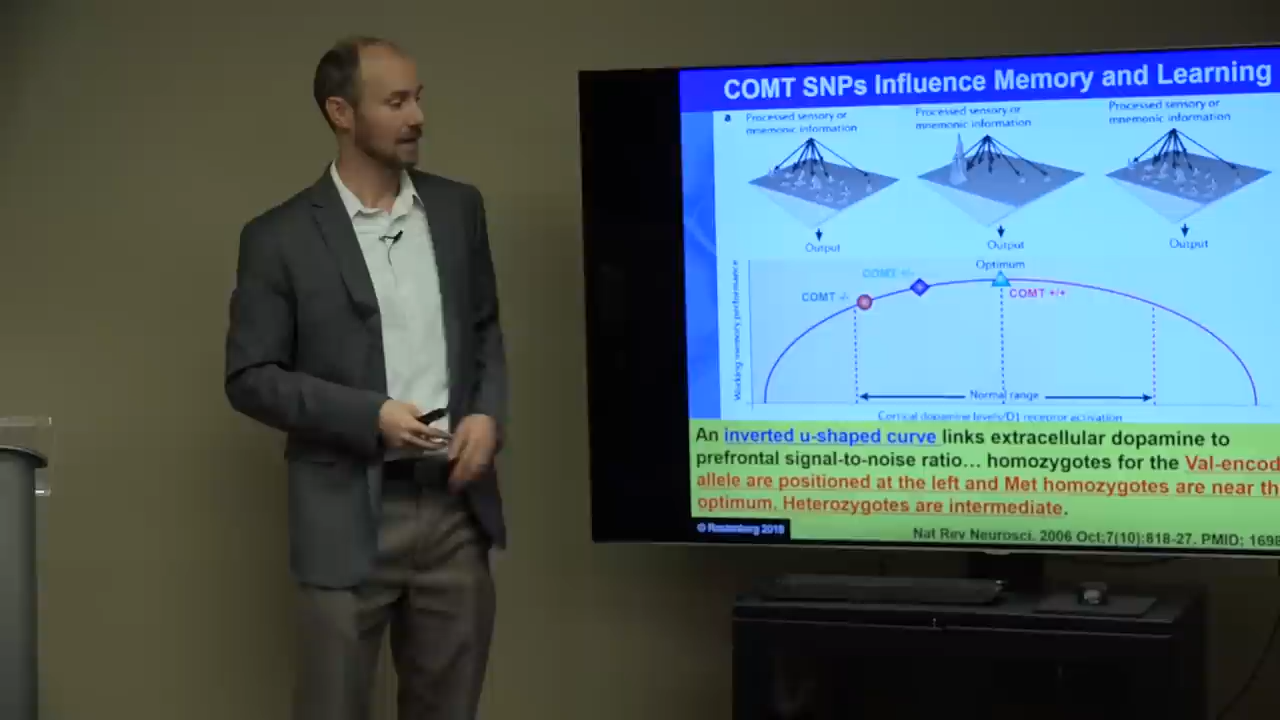 COMT SNPs Influence Memory and Learning
a
Processed sensory or
mnemonic information
Processed sensory or
mnemonic information
Processed sensory or
mnemonic information
Output
Output
Output
Working memory performance
COMT -/-
COMT +/-
Optimum
COMT +/+
Normal range
Cortical dopamine levels/D1 receptor activation
An inverted u-shaped curve links extracellular dopamine to
prefrontal signal-to-noise ratio… homozygotes for the Val-encod
allele are positioned at the left and Met homozygotes are near th
optimum. Heterozygotes are intermediate.
Nat Rev Neurosci. 2006 Oct;7(10):818-27. PMID: 1698